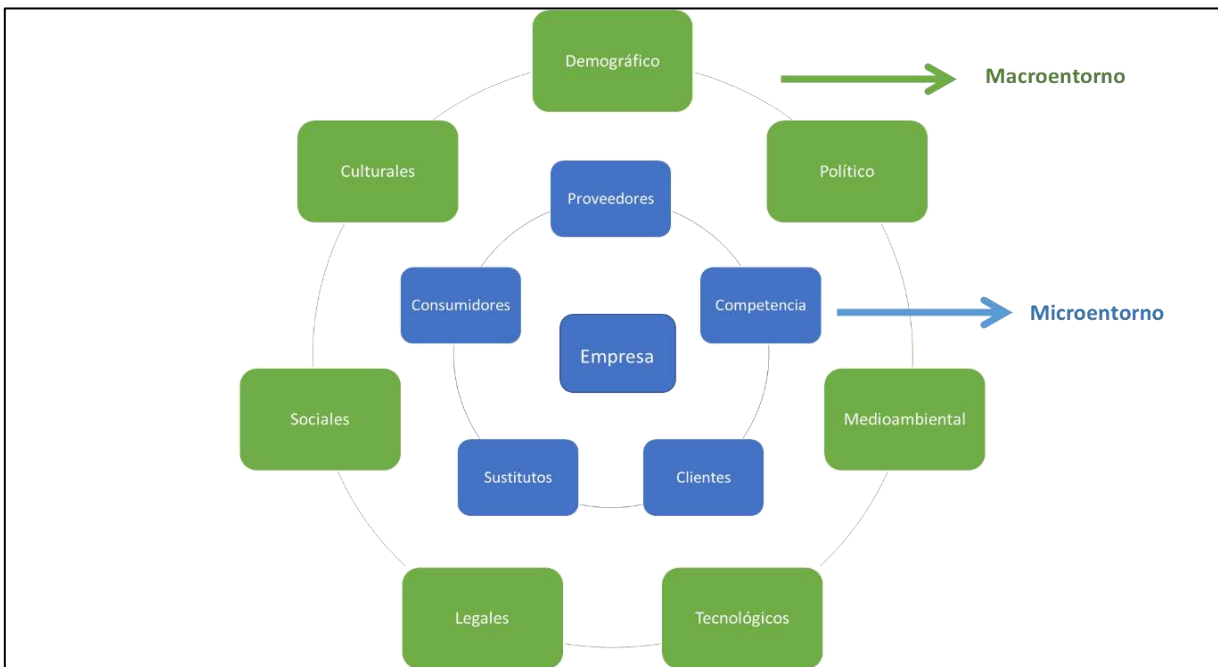 Demográfico
Macroentorno
Culturales
Político
Proveedores
Consumidores
Competencia
Microentorno
Empresa
Sociales
Medioambiental
Sustitutos
Clientes
Legales
Tecnológicos